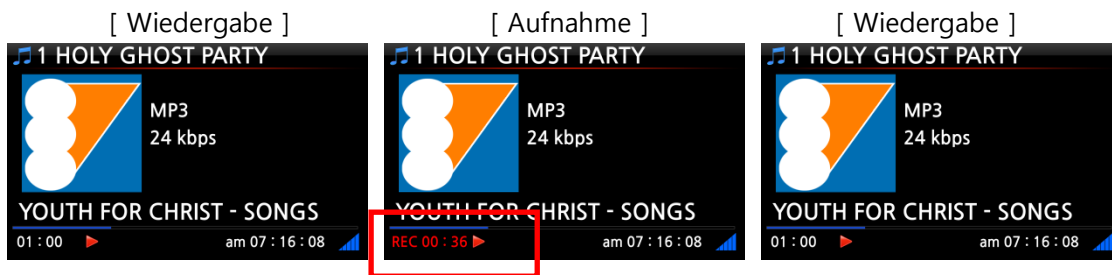 [ Wiedergabe ]
1 HOLY GHOST PARTY
MP3
24 kbps
YOUTH FOR CHRIST - SONGS
01 : 00 am 07 : 16 : 08
[ Aufnahme ]
1 HOLY GHOST PARTY
MP3
24 kbps
YOUTH FOR CHRIST - SONGS
REC 00 : 36 am 07 : 16 : 08
[ Wiedergabe ]
1 HOLY GHOST PARTY
MP3
24 kbps
YOUTH FOR CHRIST - SONGS
01 : 00 am 07 : 16 : 08